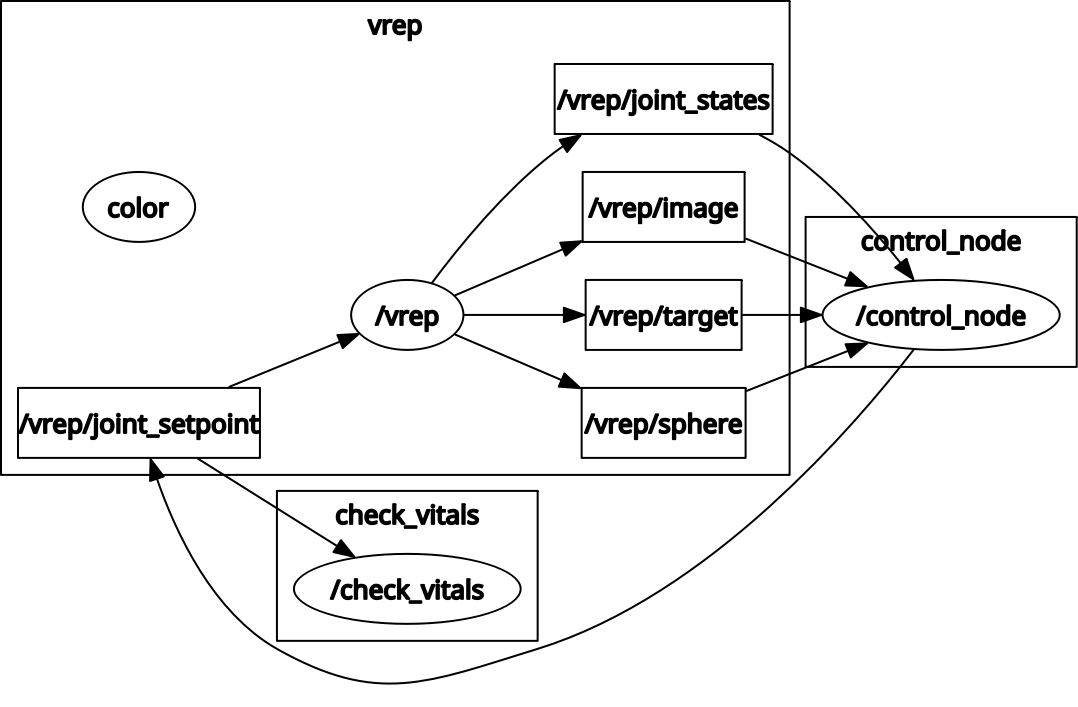 vrep
/vrep/joint_states
color
/vrep/image
control_node
/vrep
/vrep/target
/control_node
/vrep/joint_setpoint
/vrep/sphere
check_vitals
/check_vitals